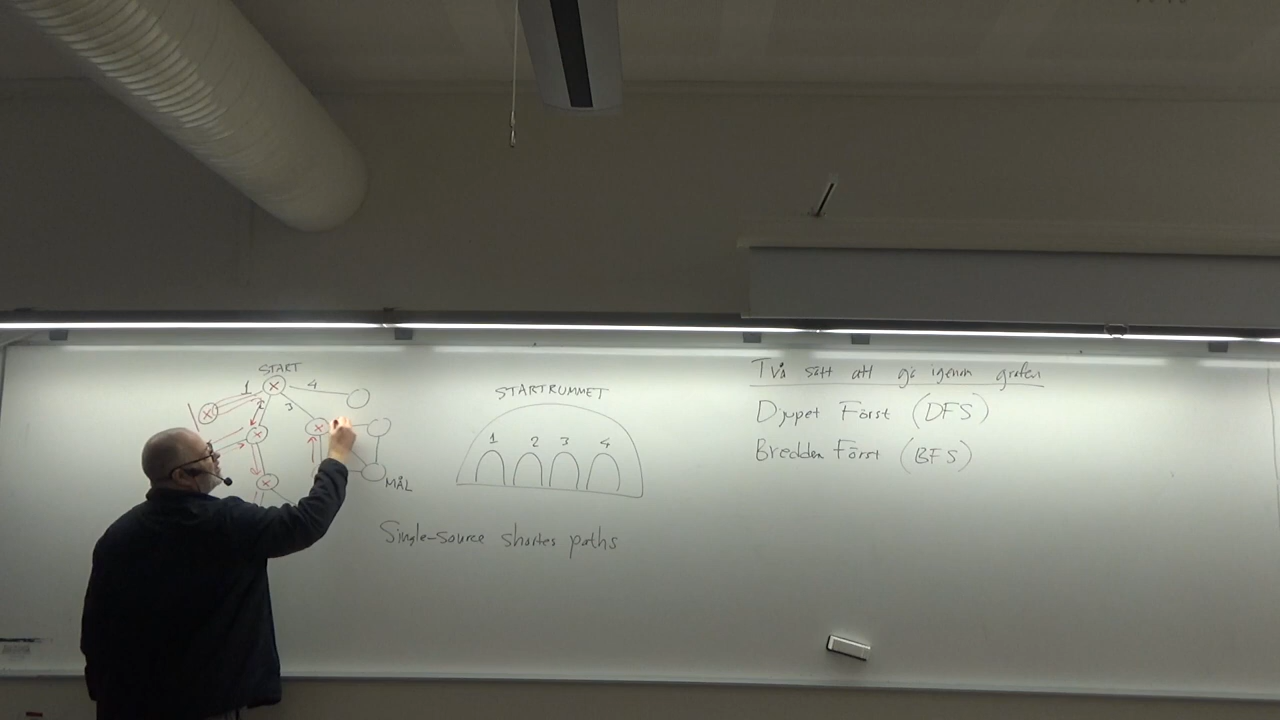 START
1
2
3
4
MÅL
STARTRUMMET
1 2 3 4
Single-source shortes paths
Två sätt att gå igenom grafen
Djupet Först (DFS)
Bredden Först (BFS)